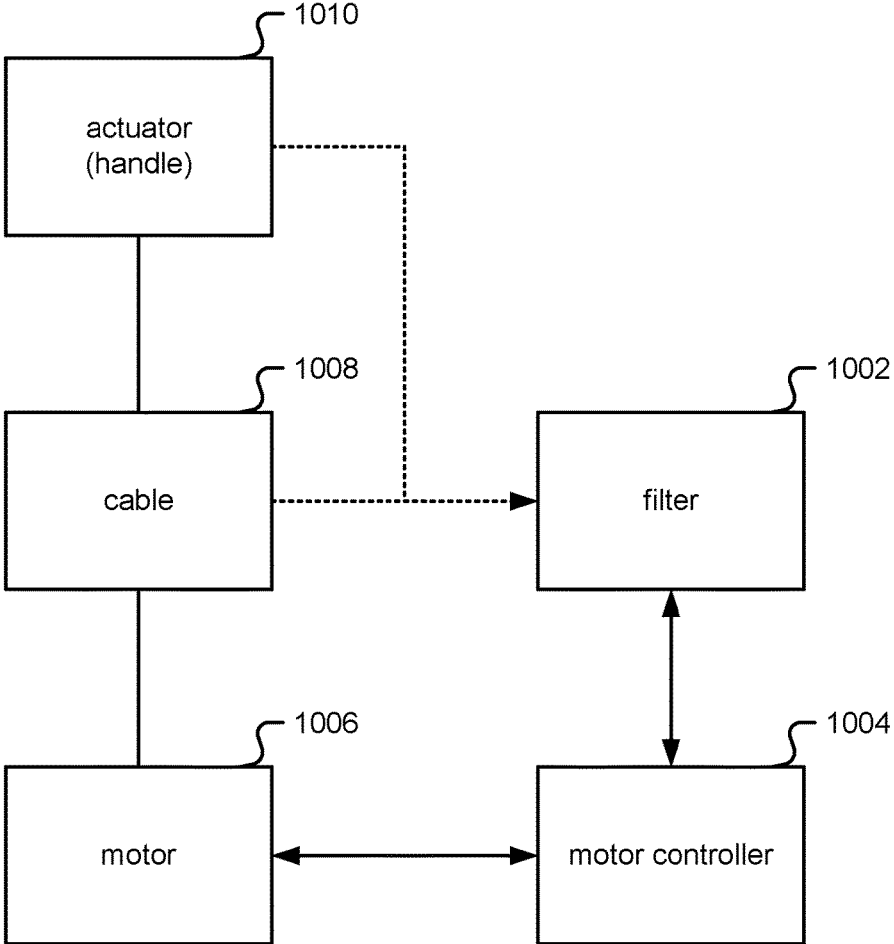 1010
actuator
(handle)
1008
cable
1002
filter
1006
motor
1004
motor controller